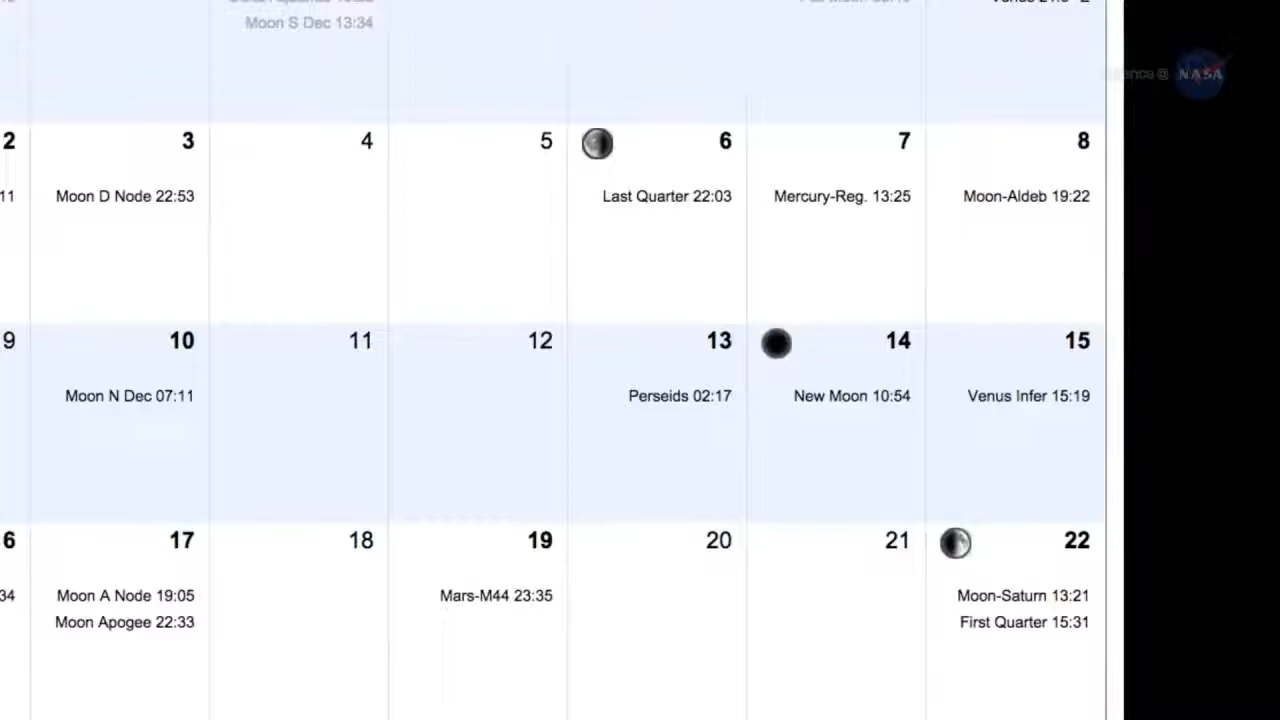 Moon S Dec 13:34
ence@ NASA
2 3 4 5 6 7 8
11 Moon D Node 22:53 Last Quarter 22:03 Mercury-Reg. 13:25 Moon-Aldeb 19:22
9 10 11 12 13 14 15
Moon N Dec 07:11 Perseids 02:17 New Moon 10:54 Venus Infer 15:19
6 17 18 19 20 21 22
34 Moon A Node 19:05 Mars-M44 23:35 Moon-Saturn 13:21
Moon Apogee 22:33 First Quarter 15:31